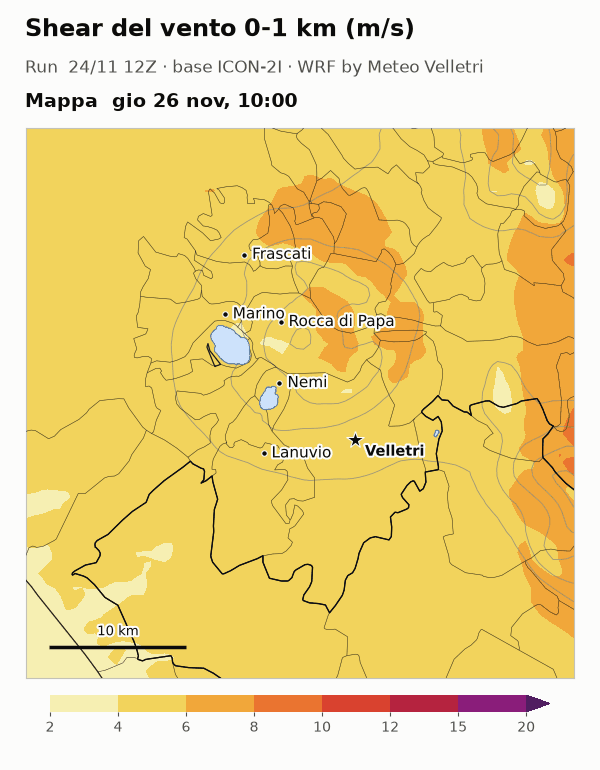 Shear del vento 0-1 km (m/s)
Run  24/11 12Z · base ICON-2I · WRF by Meteo Velletri
Mappa  gio 26 nov, 10:00
Frascati
Marino
Rocca di Papa
Nemi
Velletri
Lanuvio
10 km
2 4 6 8 10 12 15 20